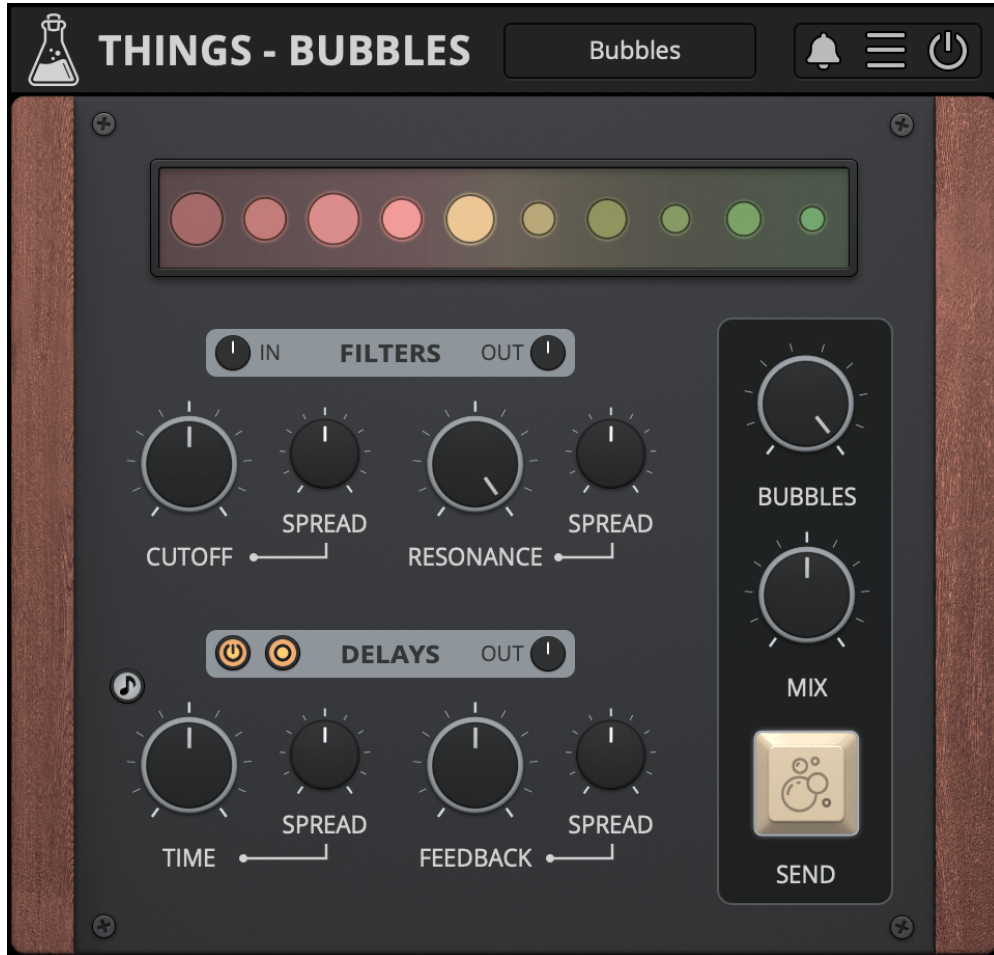 THINGS - BUBBLES
Bubbles
IN FILTERS OUT
BUBBLES
SPREAD SPREAD
CUTOFF RESONANCE
DELAYS OUT
MIX
SPREAD SPREAD
TIME FEEDBACK
SEND